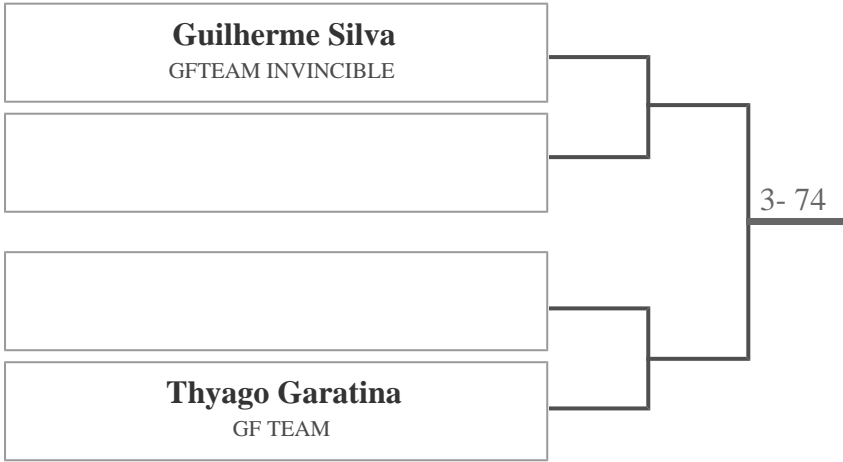 Guilherme Silva
GFTEAM INVINCIBLE
3- 74
Thyago Garatina
GF TEAM